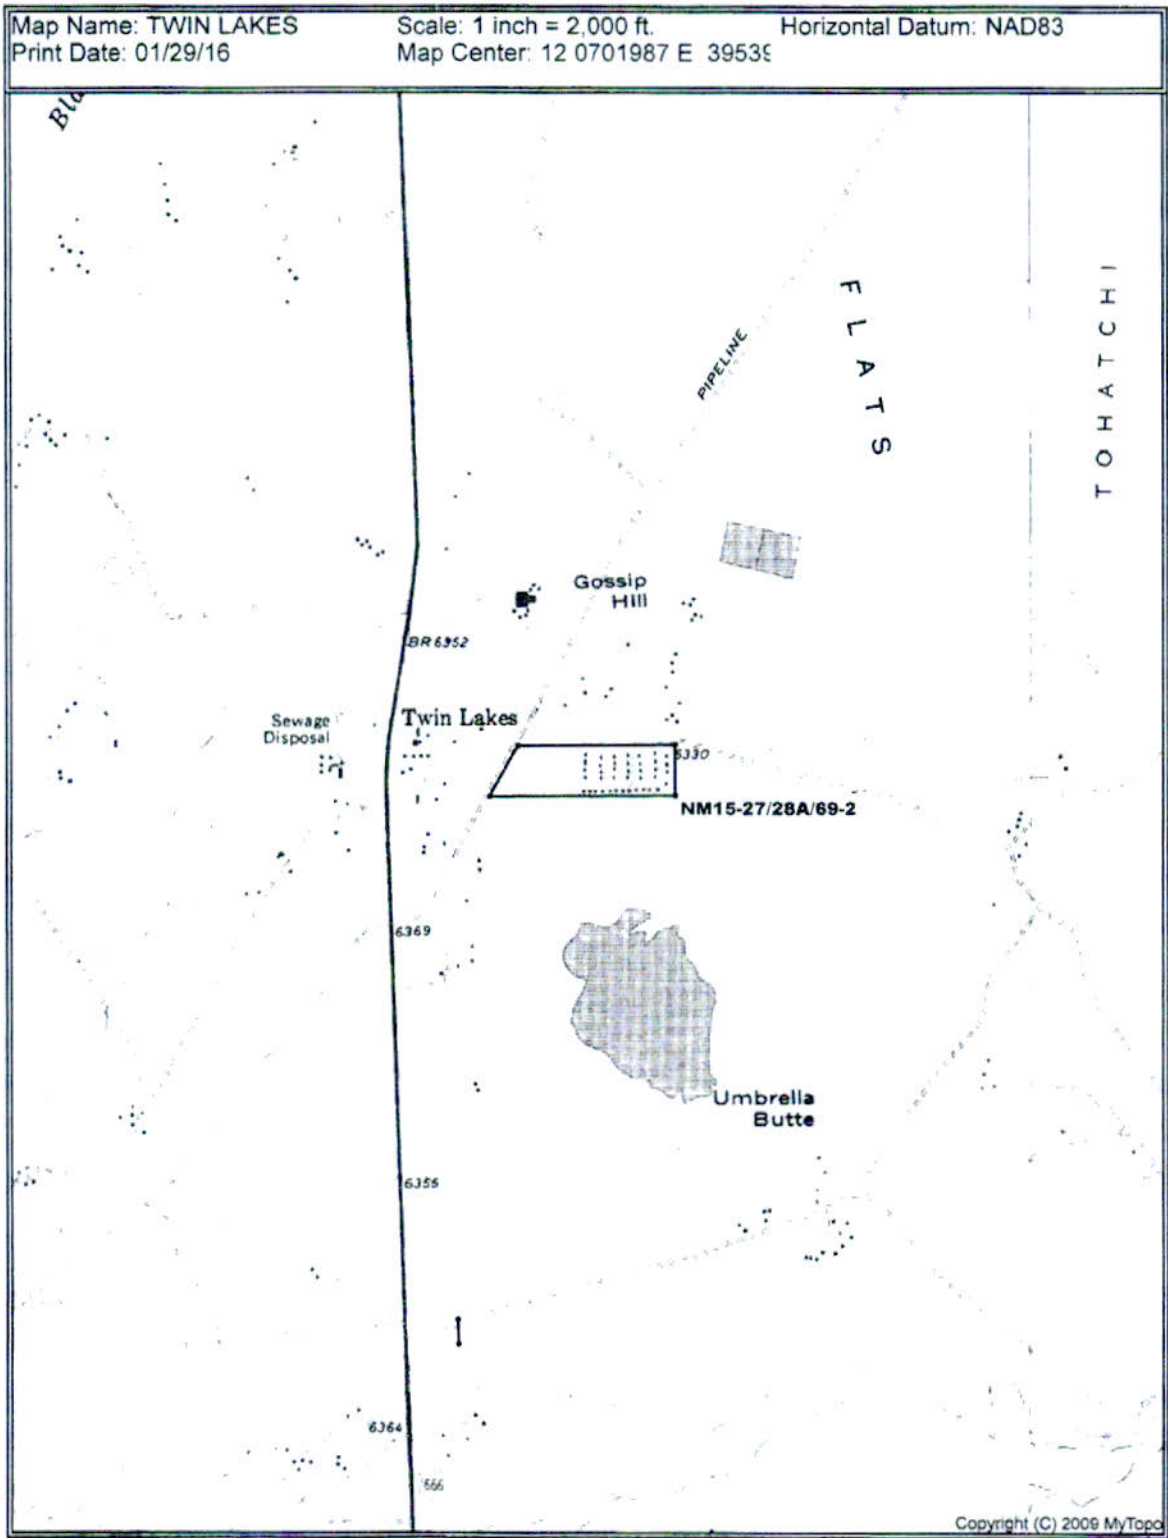 Map Name: TWIN LAKES
Scale: 1 inch = 2,000 ft.
Horizontal Datum: NAD83
Print Date: 01/29/16
Map Center: 12 0701987 E 3953
FLATS
TOHATCHI
PIPELINE
Gossip
Hill
BR 6352
Sewage
Disposal
Twin Lakes
6330
NM15-27/28A/69-2
6369
Umbrella
Butte
6355
6364
666
Copyright (C) 2009 MyTopo